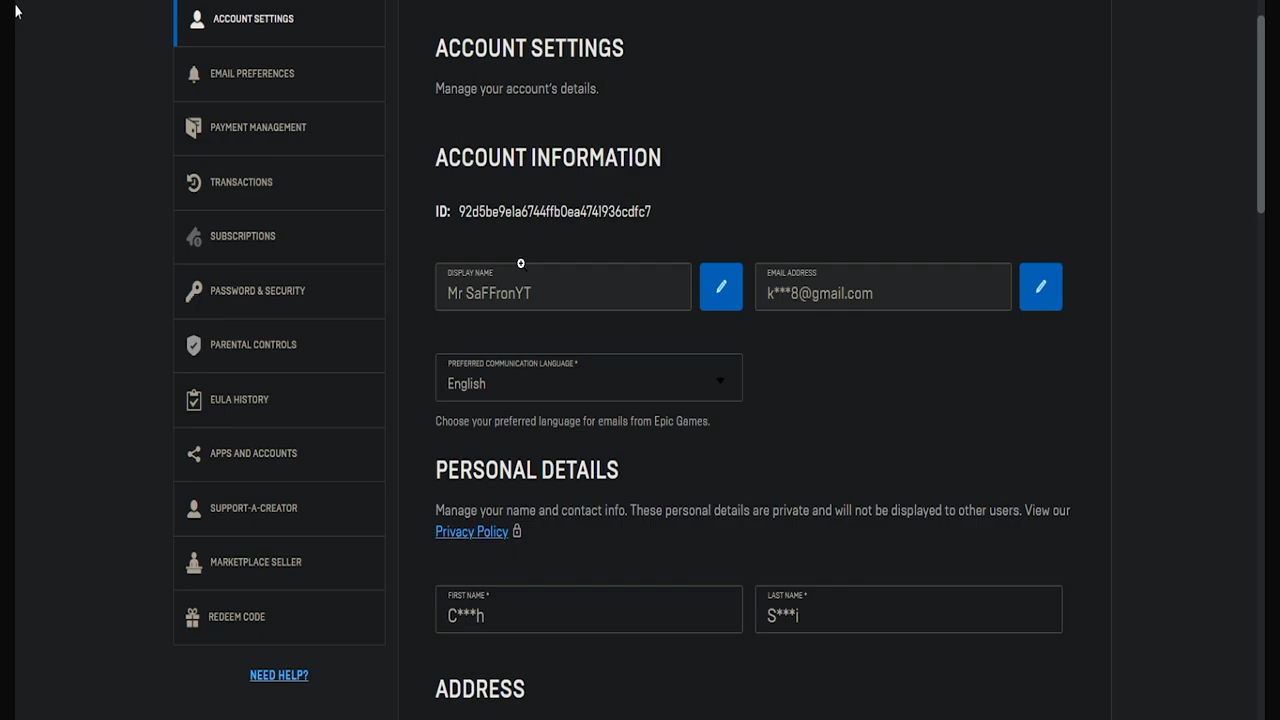 ACCOUNT SETTINGS
EMAIL PREFERENCES
PAYMENT MANAGEMENT
TRANSACTIONS
SUBSCRIPTIONS
PASSWORD & SECURITY
PARENTAL CONTROLS
EULA HISTORY
APPS AND ACCOUNTS
SUPPORT-A-CREATOR
MARKETPLACE SELLER
REDEEM CODE
NEED HELP?
ACCOUNT SETTINGS
Manage your account's details.
ACCOUNT INFORMATION
ID: 92d5be9e1a6744ffb0ea4741936cdfc7
DISPLAY NAME
Mr SaFFronYT
EMAIL ADDRESS
k***8@gmail.com
PREFERRED COMMUNICATION LANGUAGE *
English
Choose your preferred language for emails from Epic Games.
PERSONAL DETAILS
Manage your name and contact info. These personal details are private and will not be displayed to other users. View our
Privacy Policy
FIRST NAME *
C***h
LAST NAME *
S***i
ADDRESS